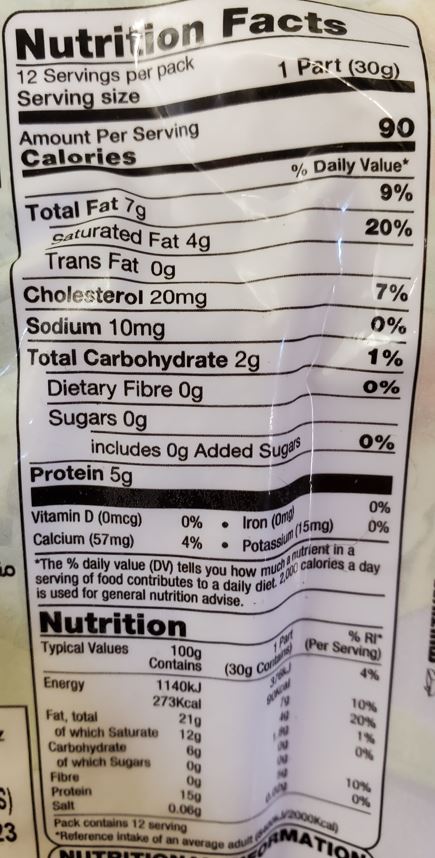 Nutrition Facts
12 Servings per pack
Serving size 1 Part (30g)
Amount Per Serving
Calories 90
% Daily Value*
Total Fat 7g 9%
Saturated Fat 4g 20%
Trans Fat 0g
Cholesterol 20mg 7%
Sodium 10mg 0%
Total Carbohydrate 2g 1%
Dietary Fibre 0g 0%
Sugars 0g
includes 0g Added Sugars 0%
Protein 5g
Vitamin D (0mcg) 0% • Iron (0mg) 0%
Calcium (57mg) 4% • Potassium (15mg) 0%
*The % daily value (DV) tells you how much a nutrient in a
serving of food contributes to a daily diet. 2,000 calories a day
is used for general nutrition advise.
Nutrition
Typical Values 100g Contains 1 Part (30g Contains) % RI* (Per Serving)
Energy 1140kJ 4%
273Kcal 90Kcal
Fat, total 21g 7g 10%
of which Saturate 12g 4g 20%
Carbohydrate 6g 1%
of which Sugars 0g 0g 0%
Fibre 0g 0g
Protein 15g 10%
Salt 0.06g 0%
Pack contains 12 serving
*Reference intake of an average adult
23